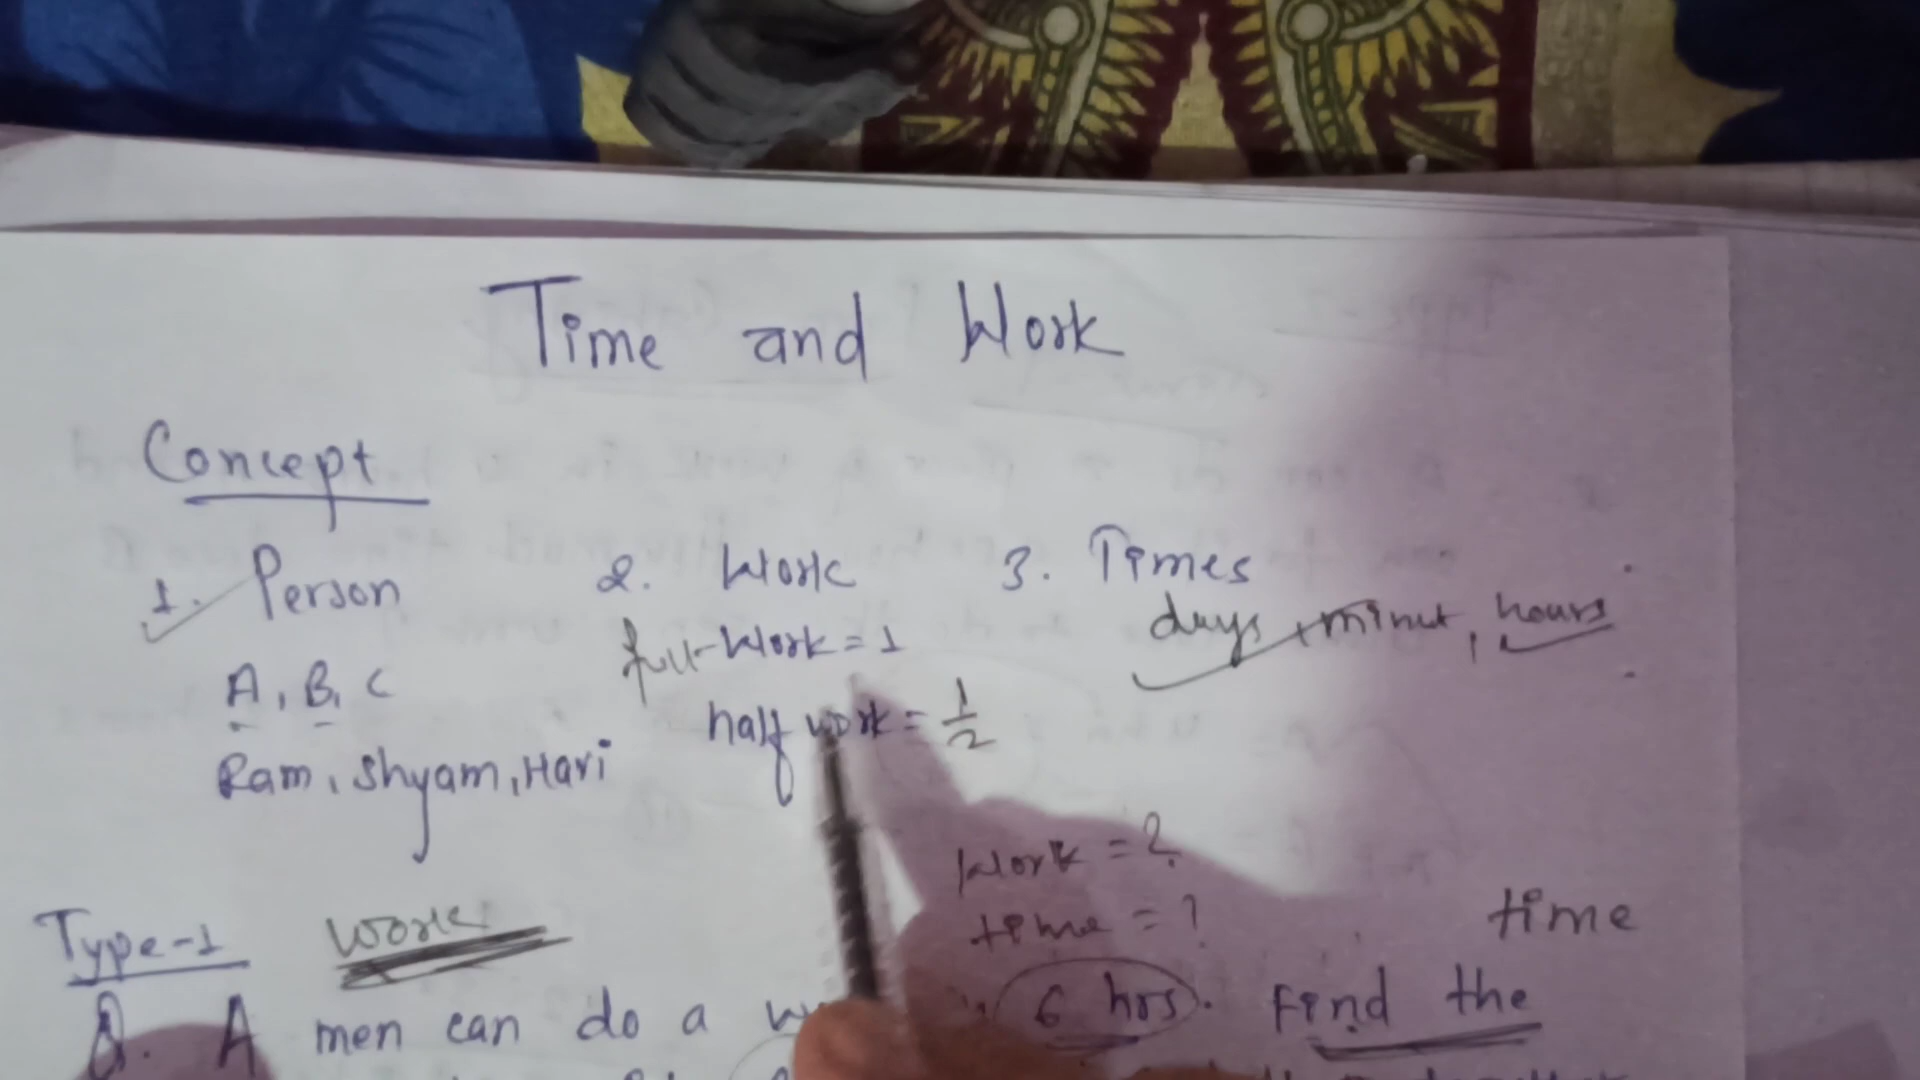 Time and Work
Concept
1. Person 2. Work 3. Times
full-Work = 1 days, minut, hours
A, B, C
half work = 1/2
Ram, Shyam, Hari
Work = ?
time = ?
Type-1 work time
Q. A men can do a 6 hrs. Find the